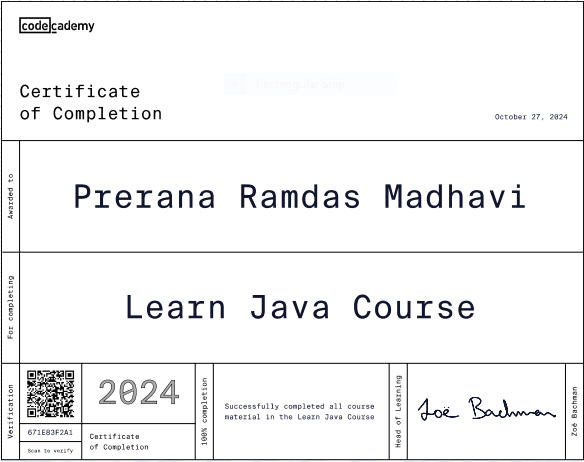 codecademy
Rectangular Snip
Certificate
of Completion
October 27, 2024
Awarded to
Prerana Ramdas Madhavi
For completing
Learn Java Course
Verification
671E83F2A1
Scan to verify
2024
Certificate
of Completion
100% completion
Successfully completed all course
material in the Learn Java Course
Head of Learning
Zoë Bachman
Zoë Bachman